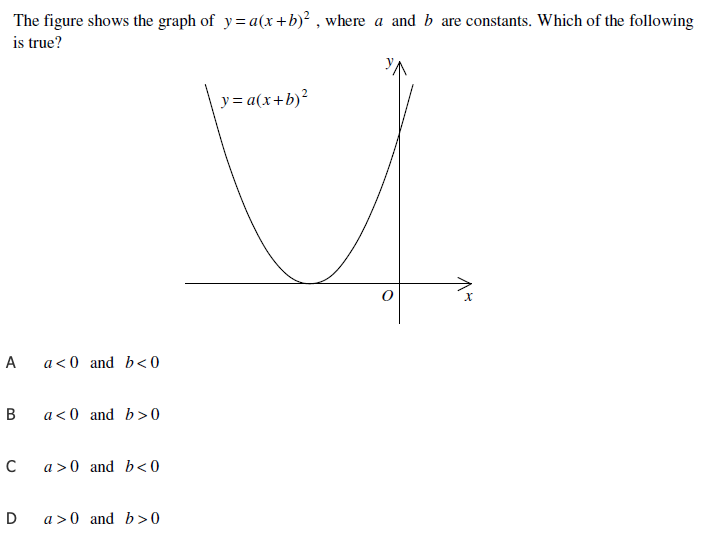 The figure shows the graph of y = a(x+b)² , where a and b are constants. Which of the following
is true?
y
y = a(x+b)²
O
x
A a < 0 and b < 0
B a < 0 and b > 0
C a > 0 and b < 0
D a > 0 and b > 0